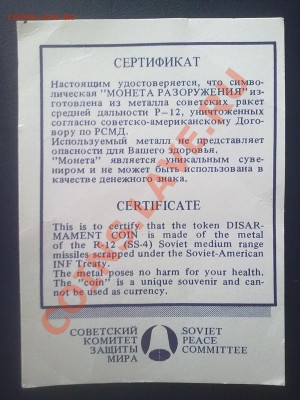 СЕРТИФИКАТ
Настоящим удостоверяется, что симво-
лическая "МОНЕТА РАЗОРУЖЕНИЯ" из-
готовлена из металла советских ракет
средней дальности Р-12, уничтоженных
согласно советско-американскому Дого-
вору по РСМД.
Используемый металл не представляет
опасности для Вашего здоровья.
"Монета" является уникальным суве-
ниром и не может быть использована в
качестве денежного знака.
CERTIFICATE
This is to certify that the token DISAR-
MAMENT COIN is made of the metal
of the R-12 (SS-4) Soviet medium range
missiles scrapped under the Soviet-American
INF Treaty.
The metal poses no harm for your health.
The "coin" is a unique souvenir and can-
not be used as currency.
СОВЕТСКИЙ
КОМИТЕТ
ЗАЩИТЫ
МИРА
SOVIET
PEACE
COMMITTEE
COINS.LAVE.RU